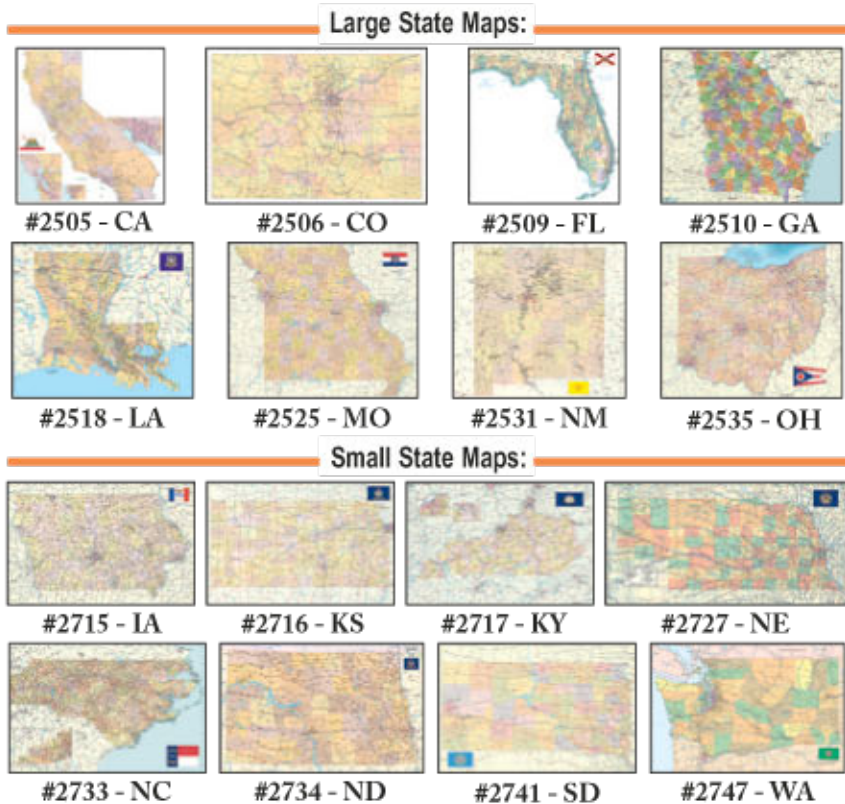 Large State Maps:
#2505 - CA
#2506 - CO
#2509 - FL
#2510 - GA
#2518 - LA
#2525 - MO
#2531 - NM
#2535 - OH
Small State Maps:
#2715 - IA
#2716 - KS
#2717 - KY
#2727 - NE
#2733 - NC
#2734 - ND
#2741 - SD
#2747 - WA